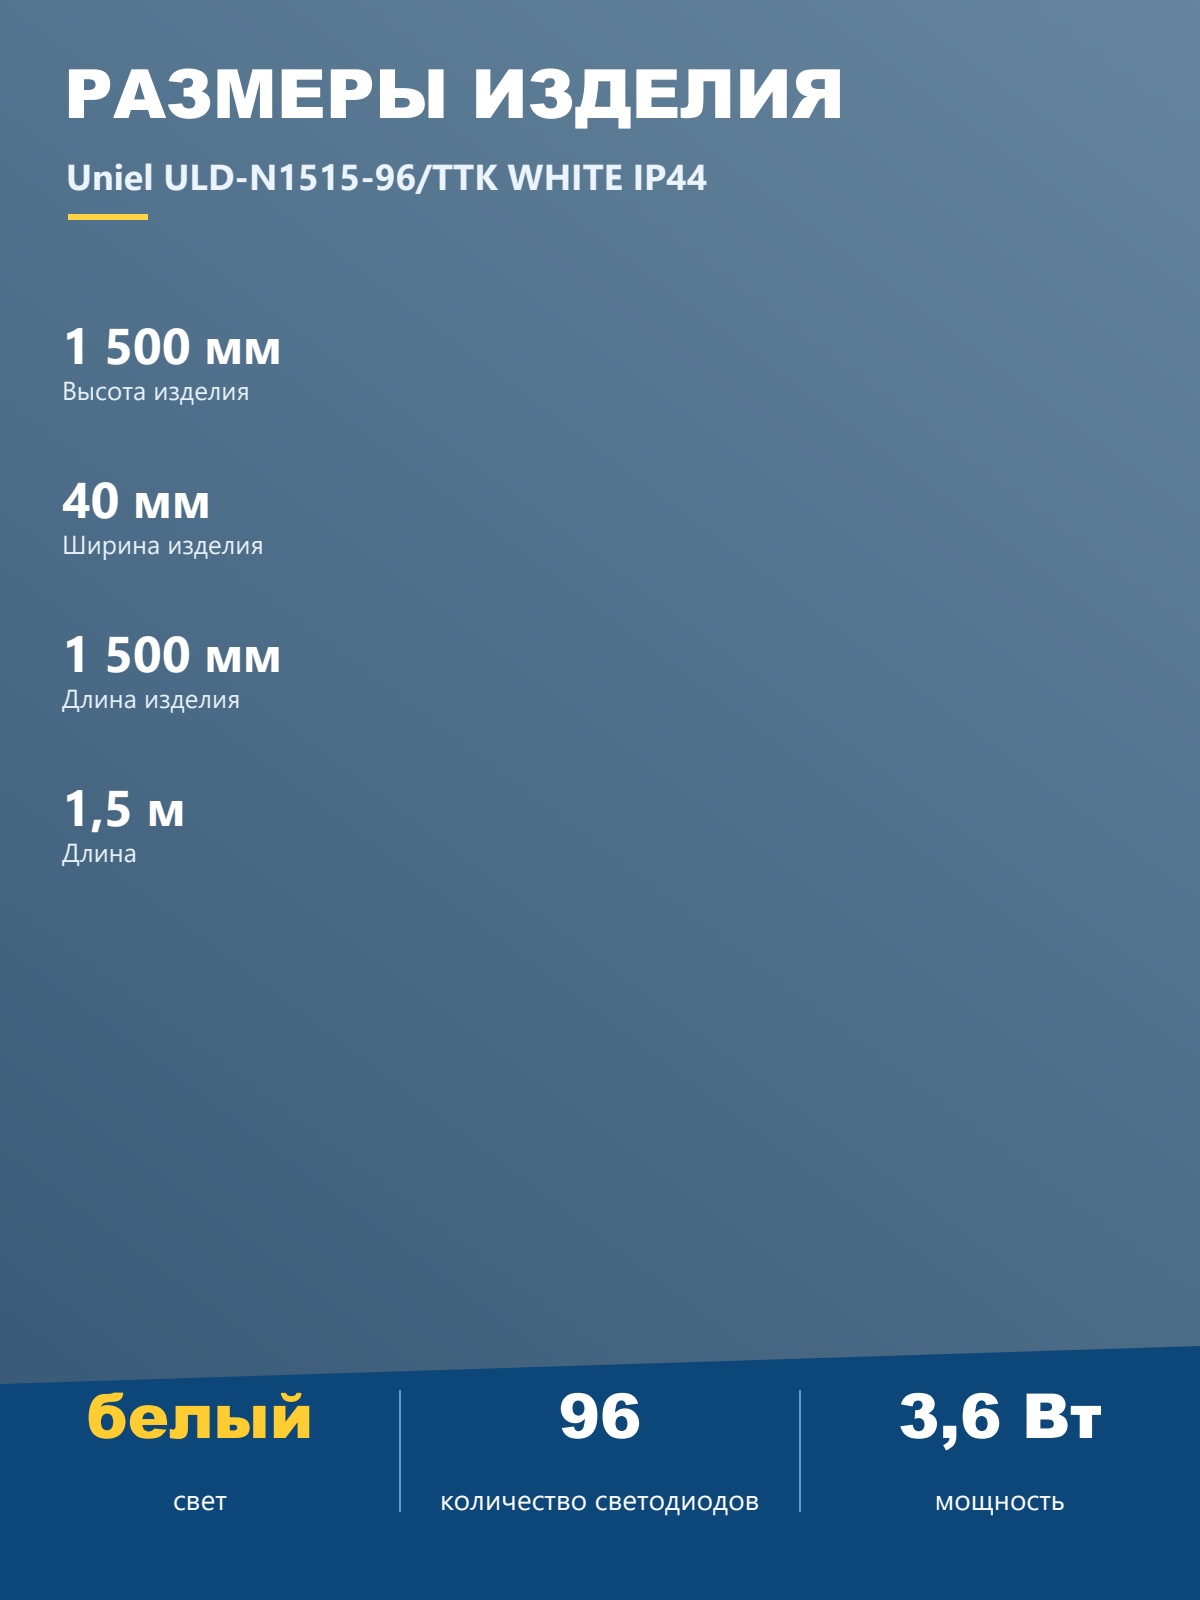 РАЗМЕРЫ ИЗДЕЛИЯ
Uniel ULD-N1515-96/TTK WHITE IP44
1 500 мм
Высота изделия
40 мм
Ширина изделия
1 500 мм
Длина изделия
1,5 м
Длина
белый
свет
96
количество светодиодов
3,6 Вт
мощность